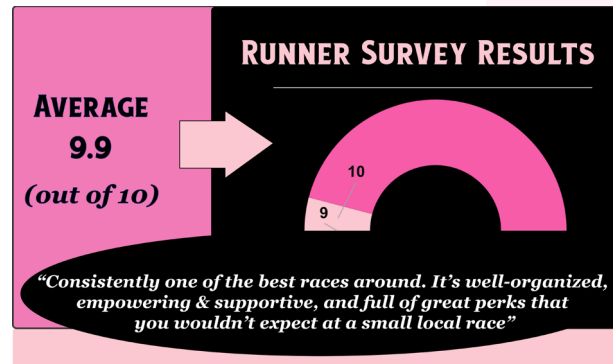 RUNNER SURVEY RESULTS
AVERAGE
9.9
(out of 10)
10
9
“Consistently one of the best races around. It’s well-organized,
empowering & supportive, and full of great perks that
you wouldn’t expect at a small local race”